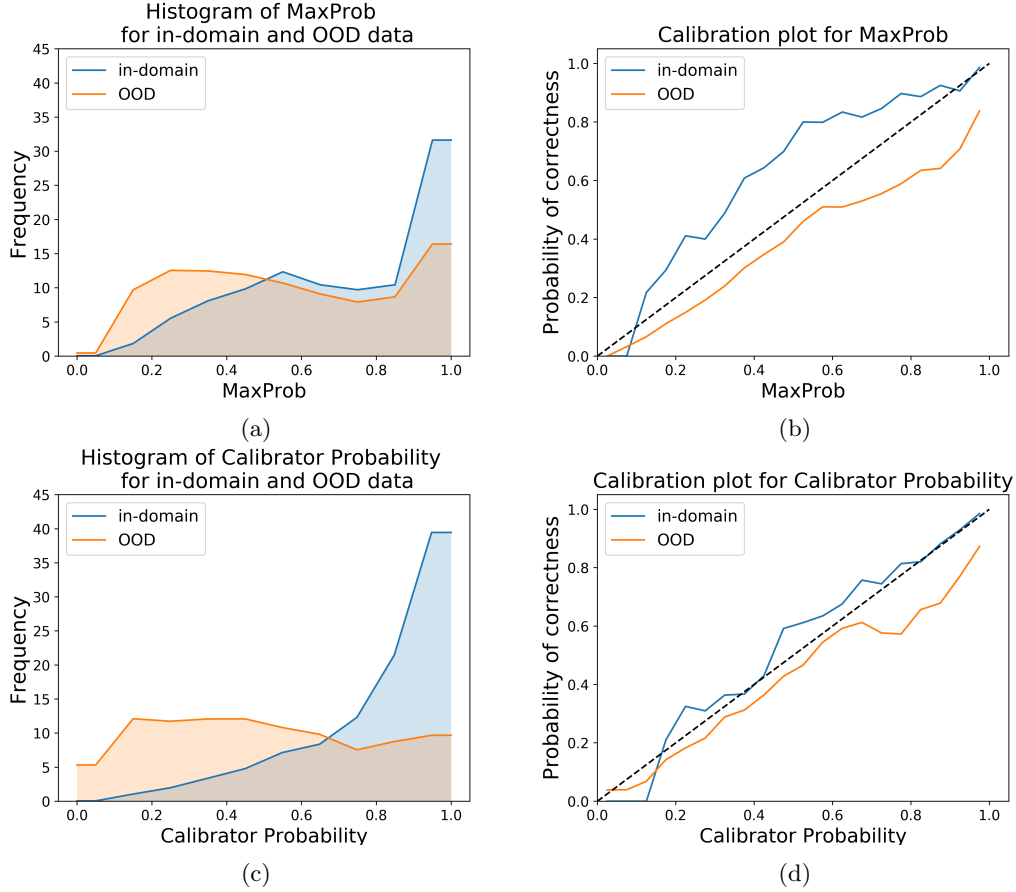 Histogram of MaxProb
for in-domain and OOD data
45
40
35
30
25
20
15
10
5
0
Frequency
in-domain
OOD
0.0 0.2 0.4 0.6 0.8 1.0
MaxProb
(a)
Calibration plot for MaxProb
1.0
0.8
0.6
0.4
0.2
0.0
Probability of correctness
in-domain
OOD
0.0 0.2 0.4 0.6 0.8 1.0
MaxProb
(b)
Histogram of Calibrator Probability
for in-domain and OOD data
45
40
35
30
25
20
15
10
5
0
Frequency
in-domain
OOD
0.0 0.2 0.4 0.6 0.8 1.0
Calibrator Probability
(c)
Calibration plot for Calibrator Probability
1.0
0.8
0.6
0.4
0.2
0.0
Probability of correctness
in-domain
OOD
0.0 0.2 0.4 0.6 0.8 1.0
Calibrator Probability
(d)